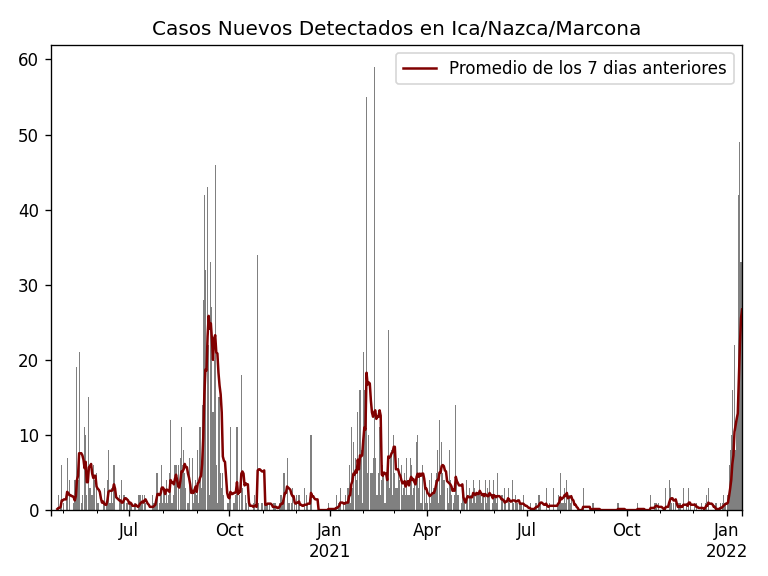 Casos Nuevos Detectados en Ica/Nazca/Marcona
Promedio de los 7 dias anteriores
60
50
40
30
20
10
0
Jul Oct Jan Apr Jul Oct Jan
2021 2022